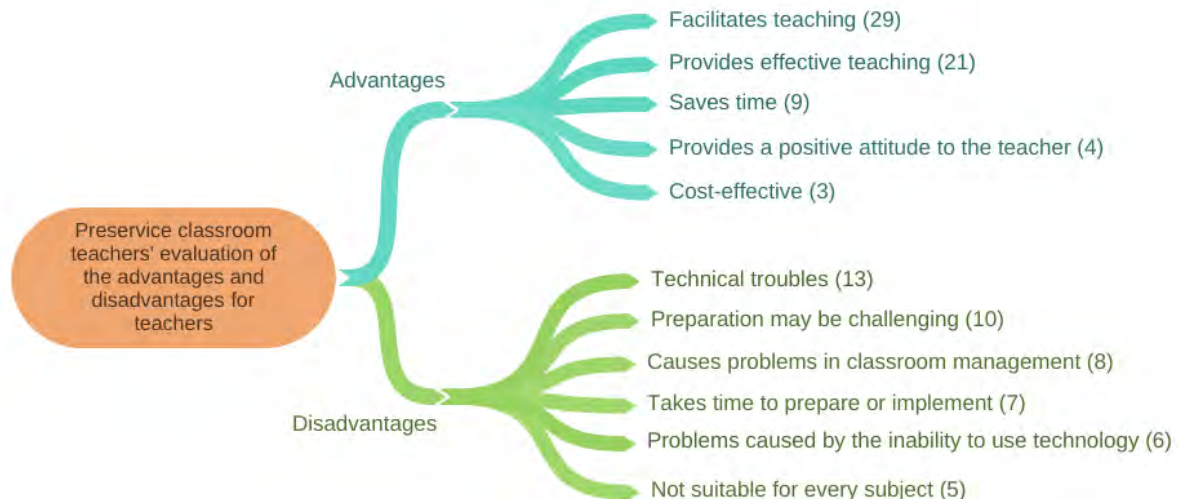 Preservice classroom
teachers' evaluation of
the advantages and
disadvantages for
teachers
Advantages
Facilitates teaching (29)
Provides effective teaching (21)
Saves time (9)
Provides a positive attitude to the teacher (4)
Cost-effective (3)
Disadvantages
Technical troubles (13)
Preparation may be challenging (10)
Causes problems in classroom management (8)
Takes time to prepare or implement (7)
Problems caused by the inability to use technology (6)
Not suitable for every subject (5)